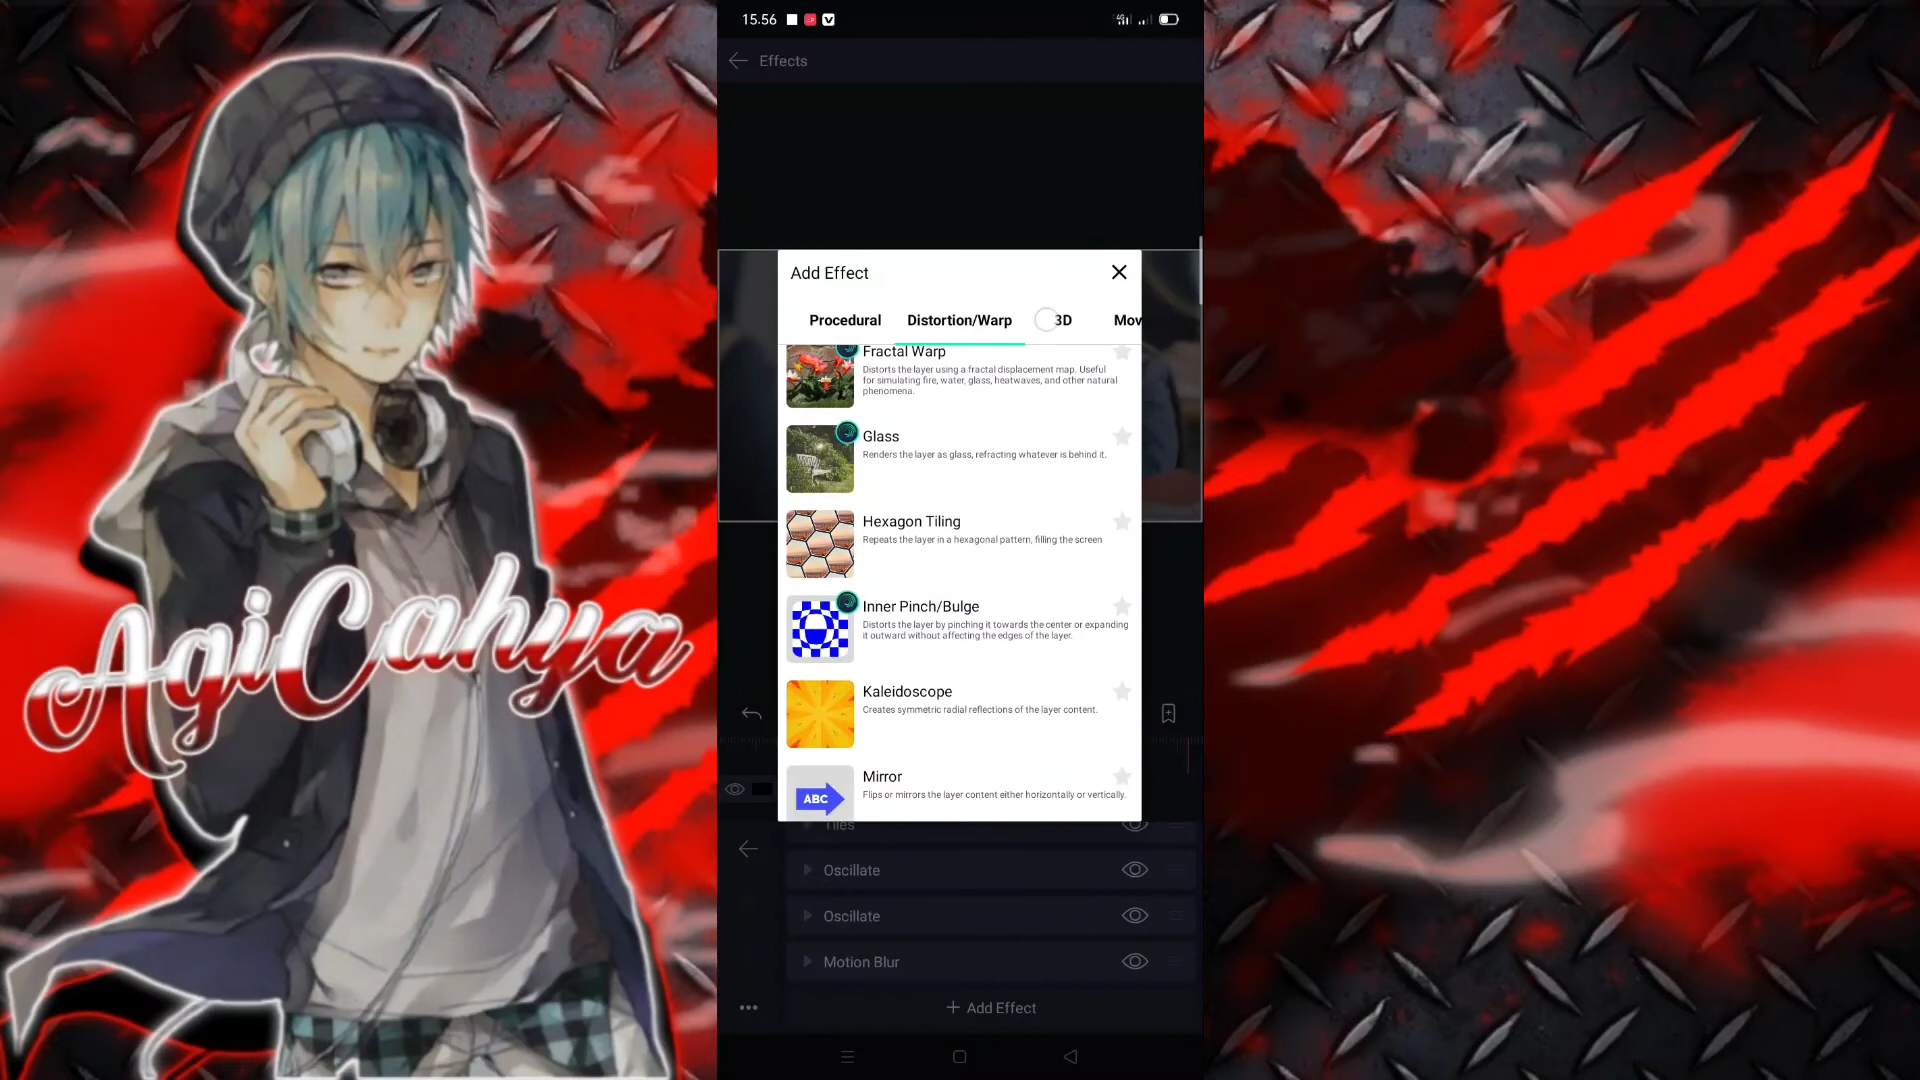 15.56
Effects
Add Effect
Procedural
Distortion/Warp
3D
Mov
Fractal Warp
Distorts the layer using a fractal displacement map. Useful
for simulating fire, water, glass, heatwaves, and other natural
phenomena.
Glass
Renders the layer as glass, refracting whatever is behind it.
Hexagon Tiling
Repeats the layer in a hexagonal pattern, filling the screen
Inner Pinch/Bulge
Distorts the layer by pinching it towards the center or expanding
it outward without affecting the edges of the layer.
Kaleidoscope
Creates symmetric radial reflections of the layer content.
Mirror
Flips or mirrors the layer content either horizontally or vertically.
ABC
Tiles
Oscillate
Oscillate
Motion Blur
+ Add Effect
AgiCahya